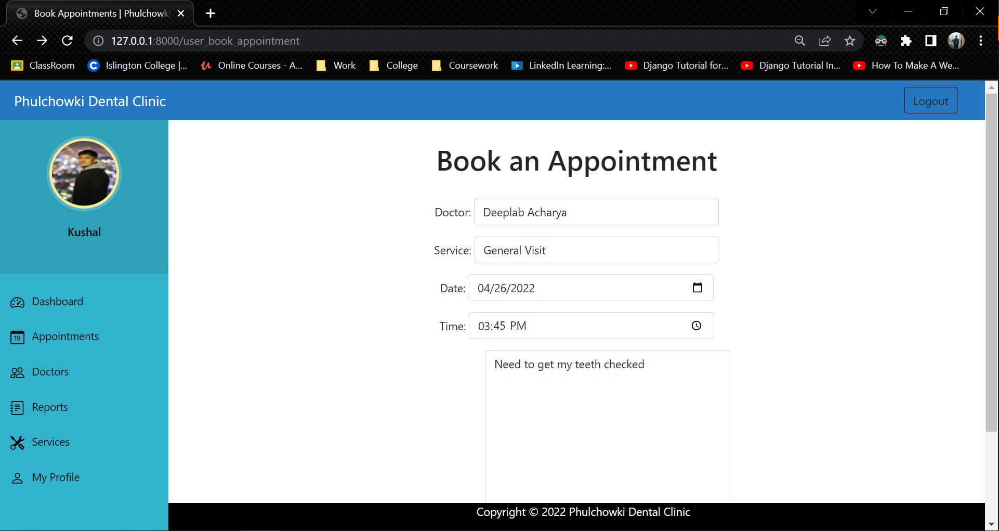 Book Appointments | Phulchowki
127.0.0.1:8000/user_book_appointment
ClassRoom
Islington College |...
Online Courses - A...
Work
College
Coursework
LinkedIn Learning:...
Django Tutorial for...
Django Tutorial In...
How To Make A We...
Phulchowki Dental Clinic
Logout
Kushal
Dashboard
19
Appointments
Doctors
Reports
Services
My Profile
Book an Appointment
Doctor: Deeplab Acharya
Service: General Visit
Date: 04/26/2022
Time: 03:45 PM
Need to get my teeth checked
Copyright © 2022 Phulchowki Dental Clinic